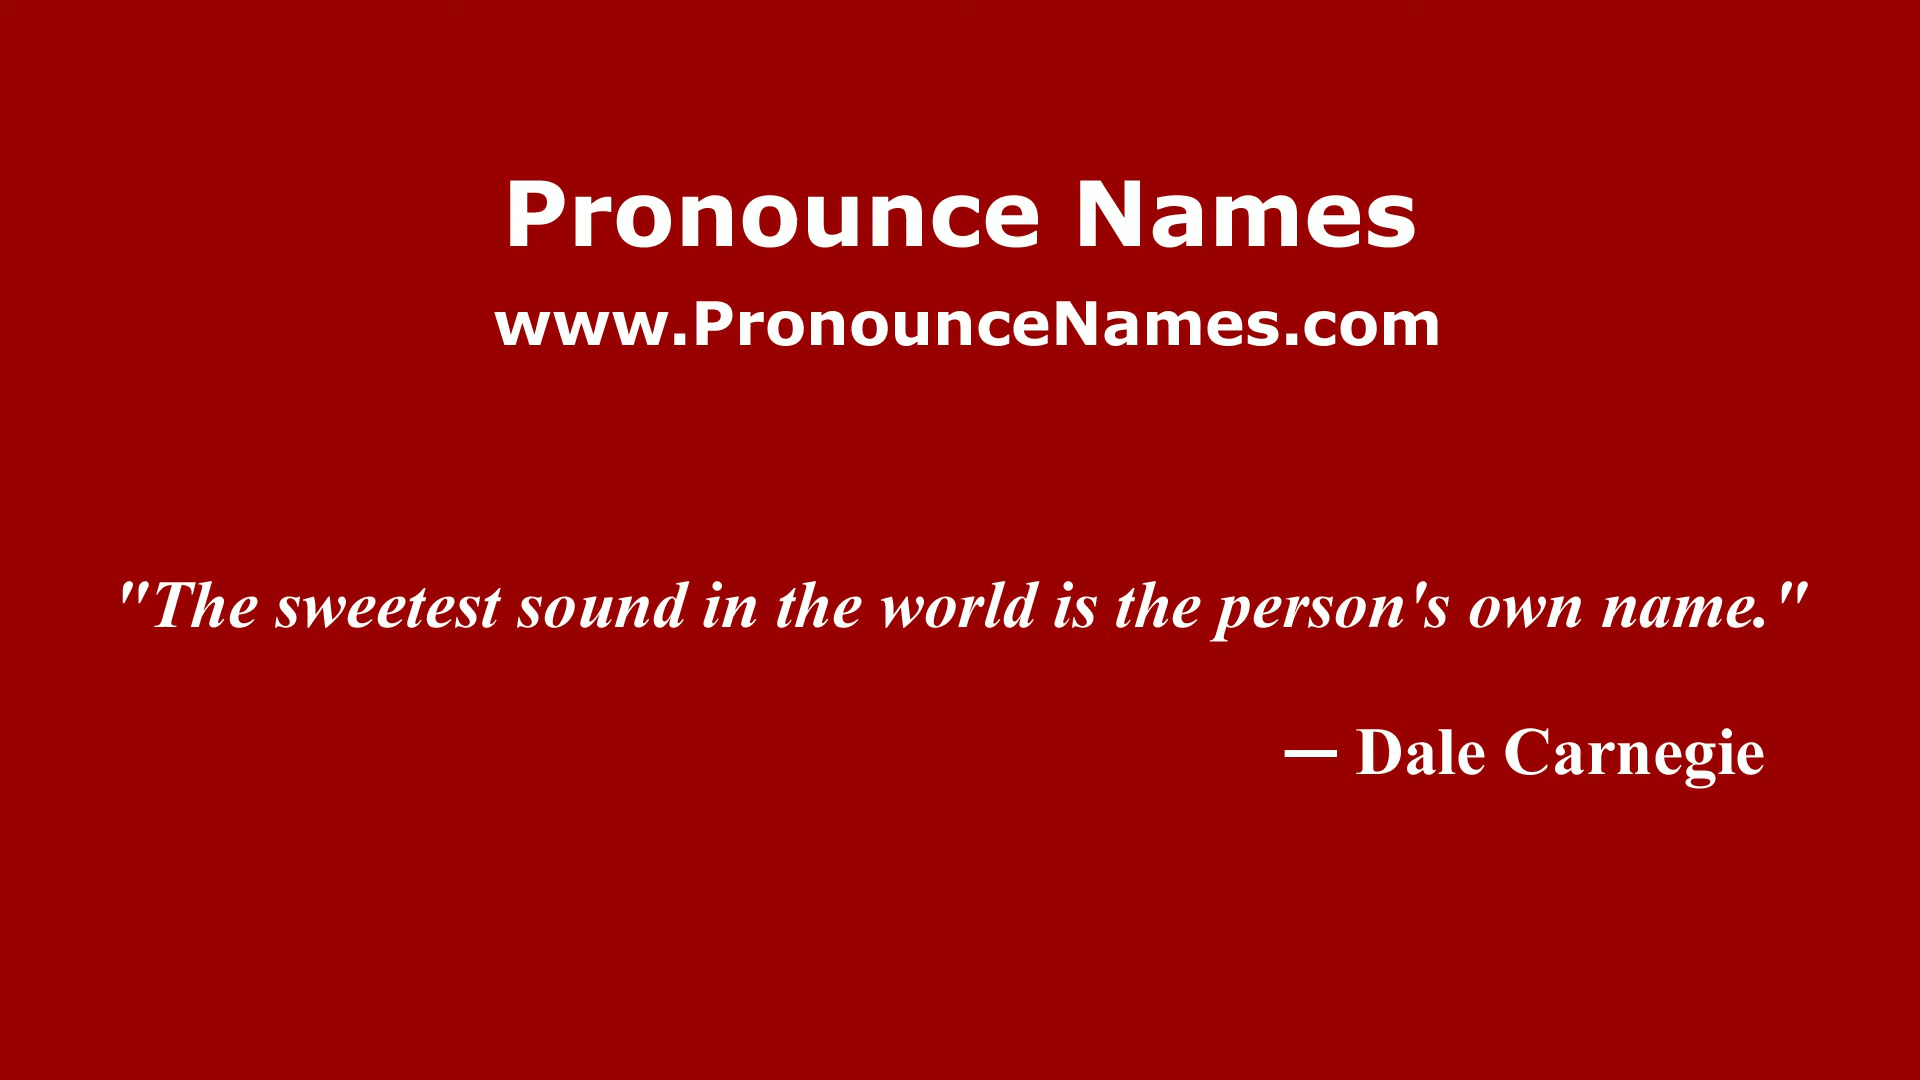 Pronounce Names
www.PronounceNames.com
"The sweetest sound in the world is the person's own name."
— Dale Carnegie